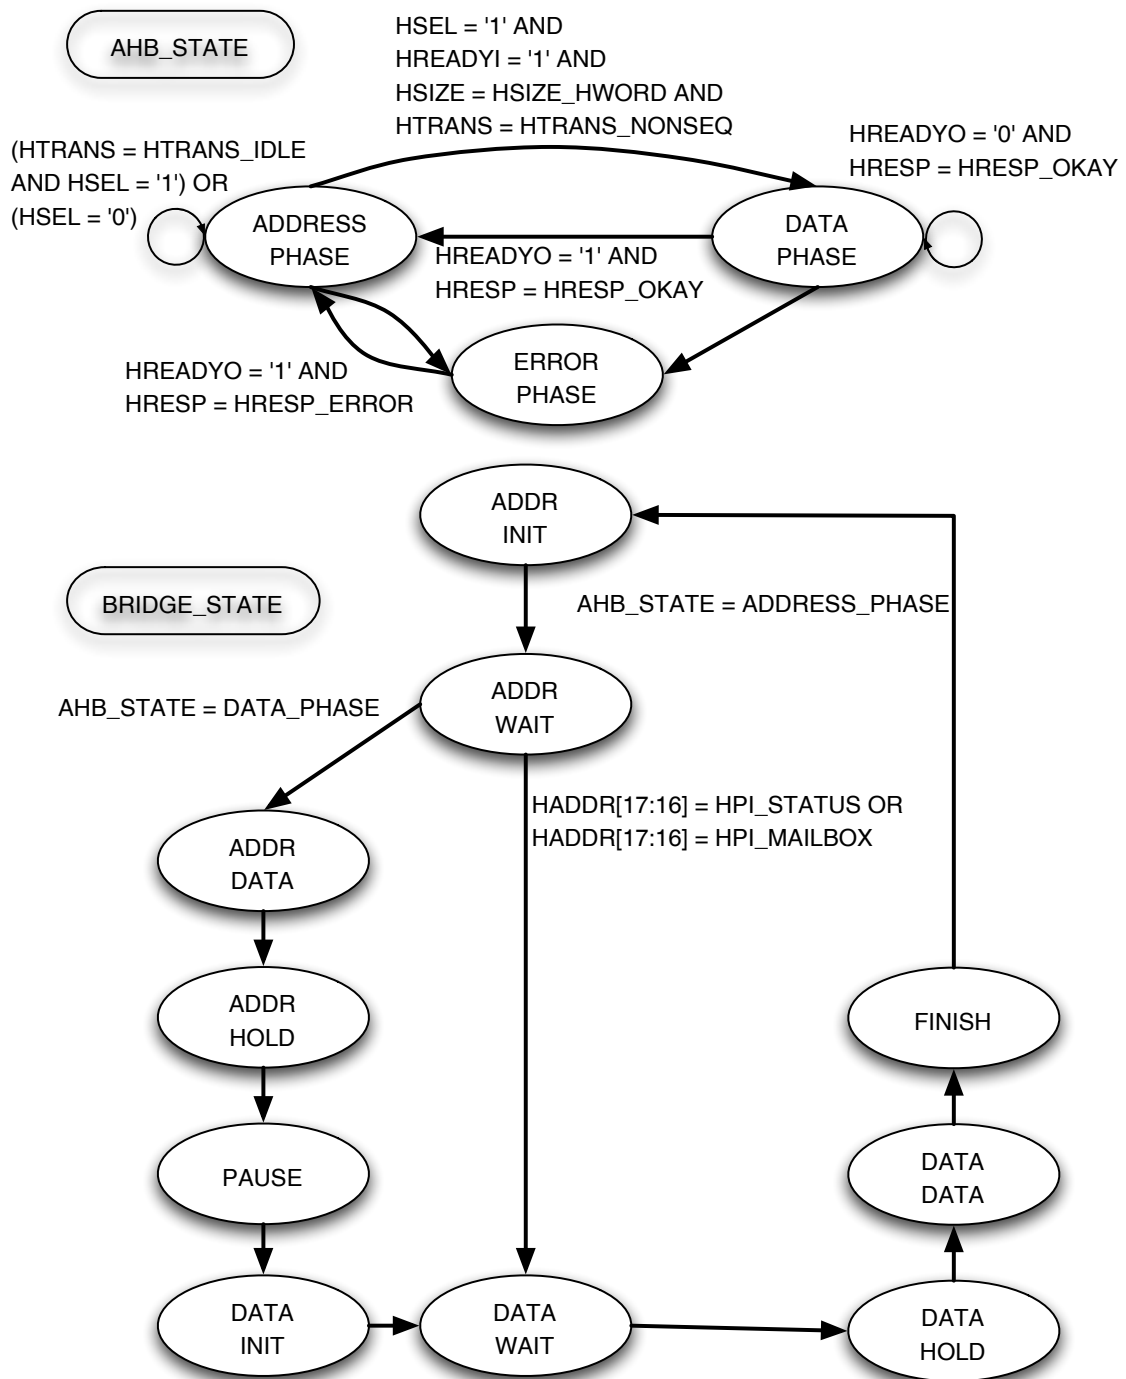 AHB_STATE
HSEL = '1' AND
HREADYI = '1' AND
HSIZE = HSIZE_HWORD AND
HTRANS = HTRANS_NONSEQ
HREADYO = '0' AND
HRESP = HRESP_OKAY
(HTRANS = HTRANS_IDLE
AND HSEL = '1') OR
(HSEL = '0')
ADDRESS
PHASE
DATA
PHASE
HREADYO = '1' AND
HRESP = HRESP_OKAY
ERROR
PHASE
HREADYO = '1' AND
HRESP = HRESP_ERROR
ADDR
INIT
BRIDGE_STATE
AHB_STATE = ADDRESS_PHASE
ADDR
WAIT
AHB_STATE = DATA_PHASE
HADDR[17:16] = HPI_STATUS OR
HADDR[17:16] = HPI_MAILBOX
ADDR
DATA
ADDR
HOLD
FINISH
PAUSE
DATA
DATA
DATA
INIT
DATA
WAIT
DATA
HOLD